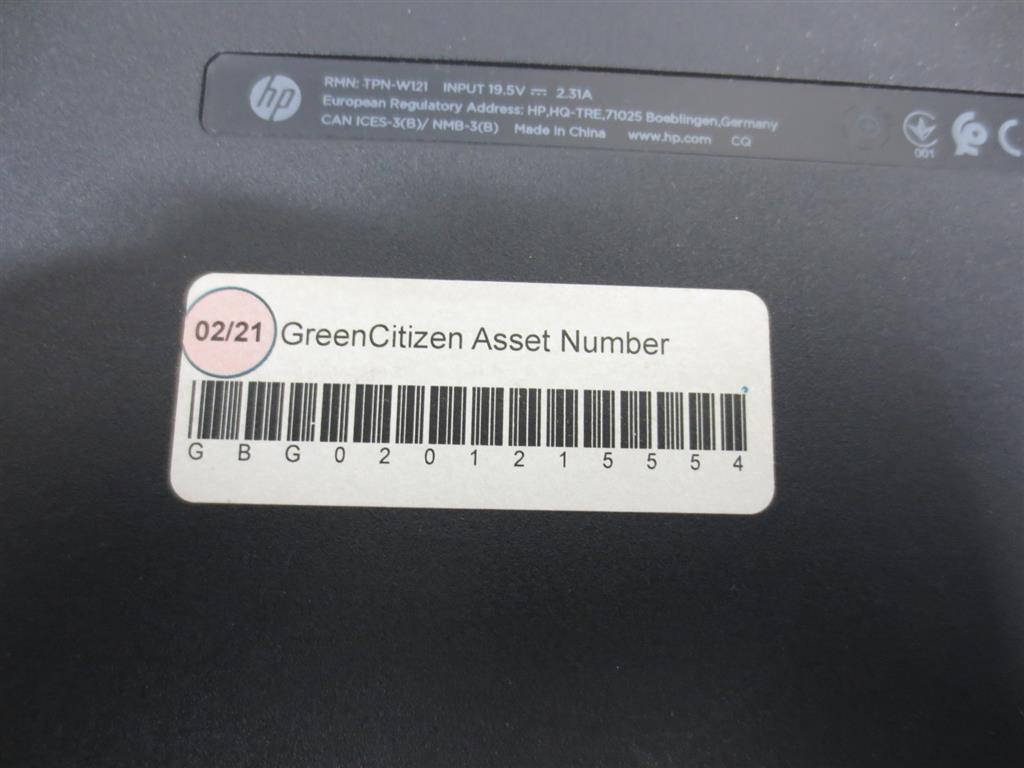 hp
RMN: TPN-W121 INPUT 19.5V ⎓ 2.31A
European Regulatory Address: HP,HQ-TRE,71025 Boeblingen,Germany
CAN ICES-3(B)/ NMB-3(B) Made in China www.hp.com CQ
001
02/21 GreenCitizen Asset Number
G B G 0 2 0 1 2 1 5 5 5 4